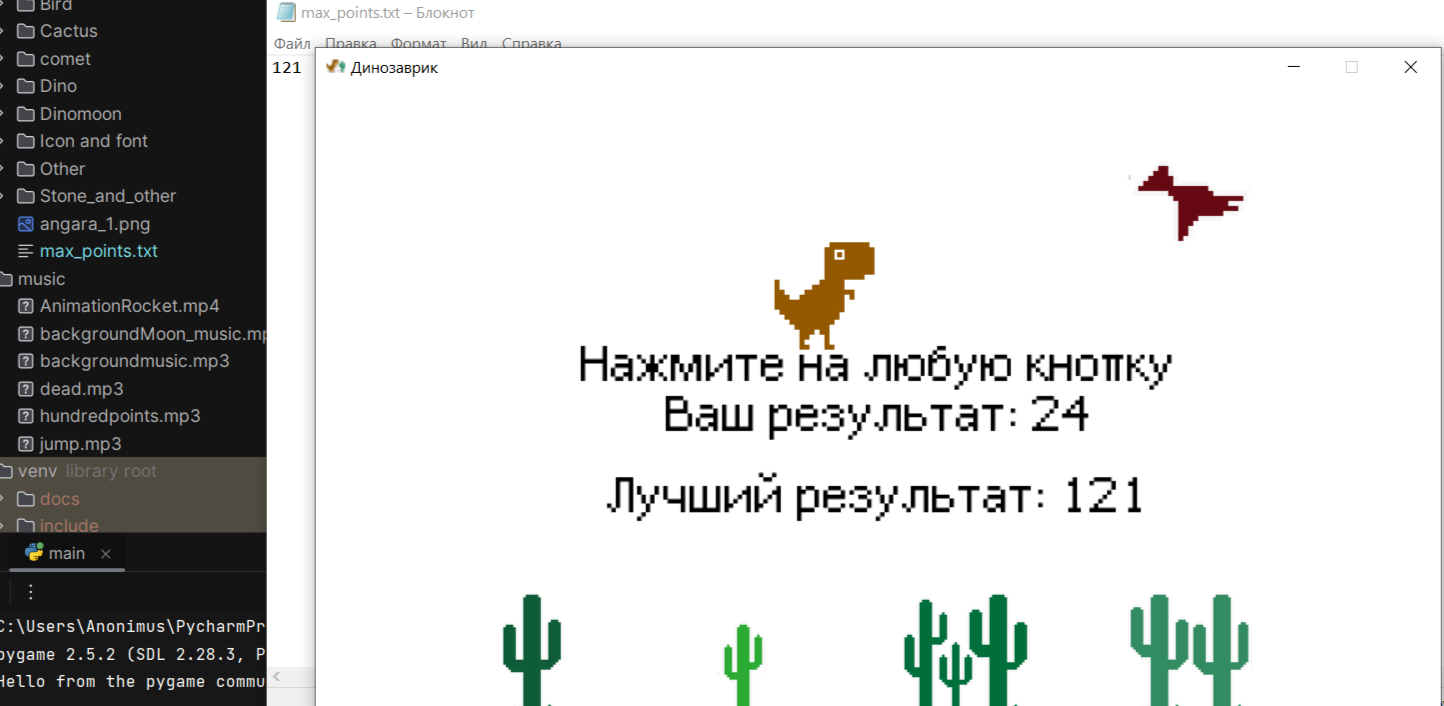 Bird
Cactus
comet
Dino
Dinomoon
Icon and font
Other
Stone_and_other
angara_1.png
max_points.txt
music
AnimationRocket.mp4
backgroundMoon_music.mp
backgroundmusic.mp3
dead.mp3
hundredpoints.mp3
jump.mp3
venv library root
docs
include
main
C:\Users\Anonimus\PycharmPr
pygame 2.5.2 (SDL 2.28.3, P
Hello from the pygame commu
max_points.txt – Блокнот
Файл Правка Формат Вид Справка
121
Динозаврик
Нажмите на любую кнопку
Ваш результат: 24
Лучший результат: 121